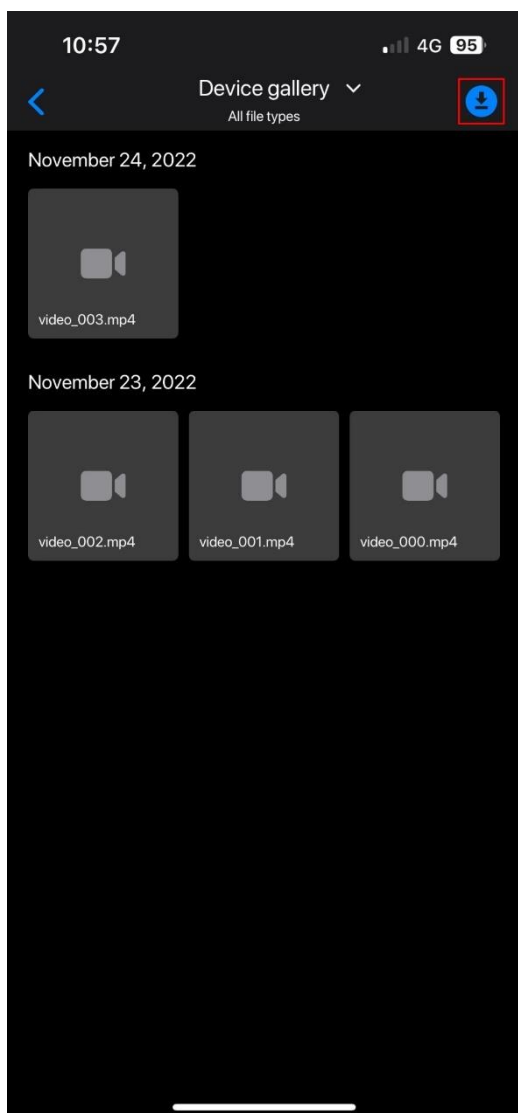 10:57 4G 95
Device gallery
All file types
November 24, 2022
video_003.mp4
November 23, 2022
video_002.mp4 video_001.mp4 video_000.mp4